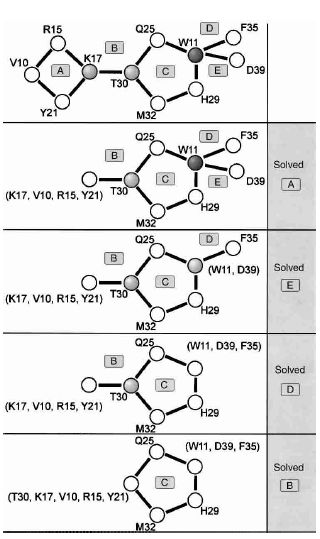 R15
Q25
D
F35
K17
B
W11
V10
A
C
E
T30
D39
Y21
H29
M32
Q25
D
F35
B
W11
Solved
C
E
A
T30
D39
(K17, V10, R15, Y21)
H29
M32
Q25
D
F35
B
Solved
(W11, D39)
C
E
(K17, V10, R15, Y21)
T30
H29
M32
Q25
(W11, D39, F35)
B
Solved
C
D
(K17, V10, R15, Y21)
T30
H29
M32
Q25
(W11, D39, F35)
Solved
C
B
(T30, K17, V10, R15, Y21)
H29
M32